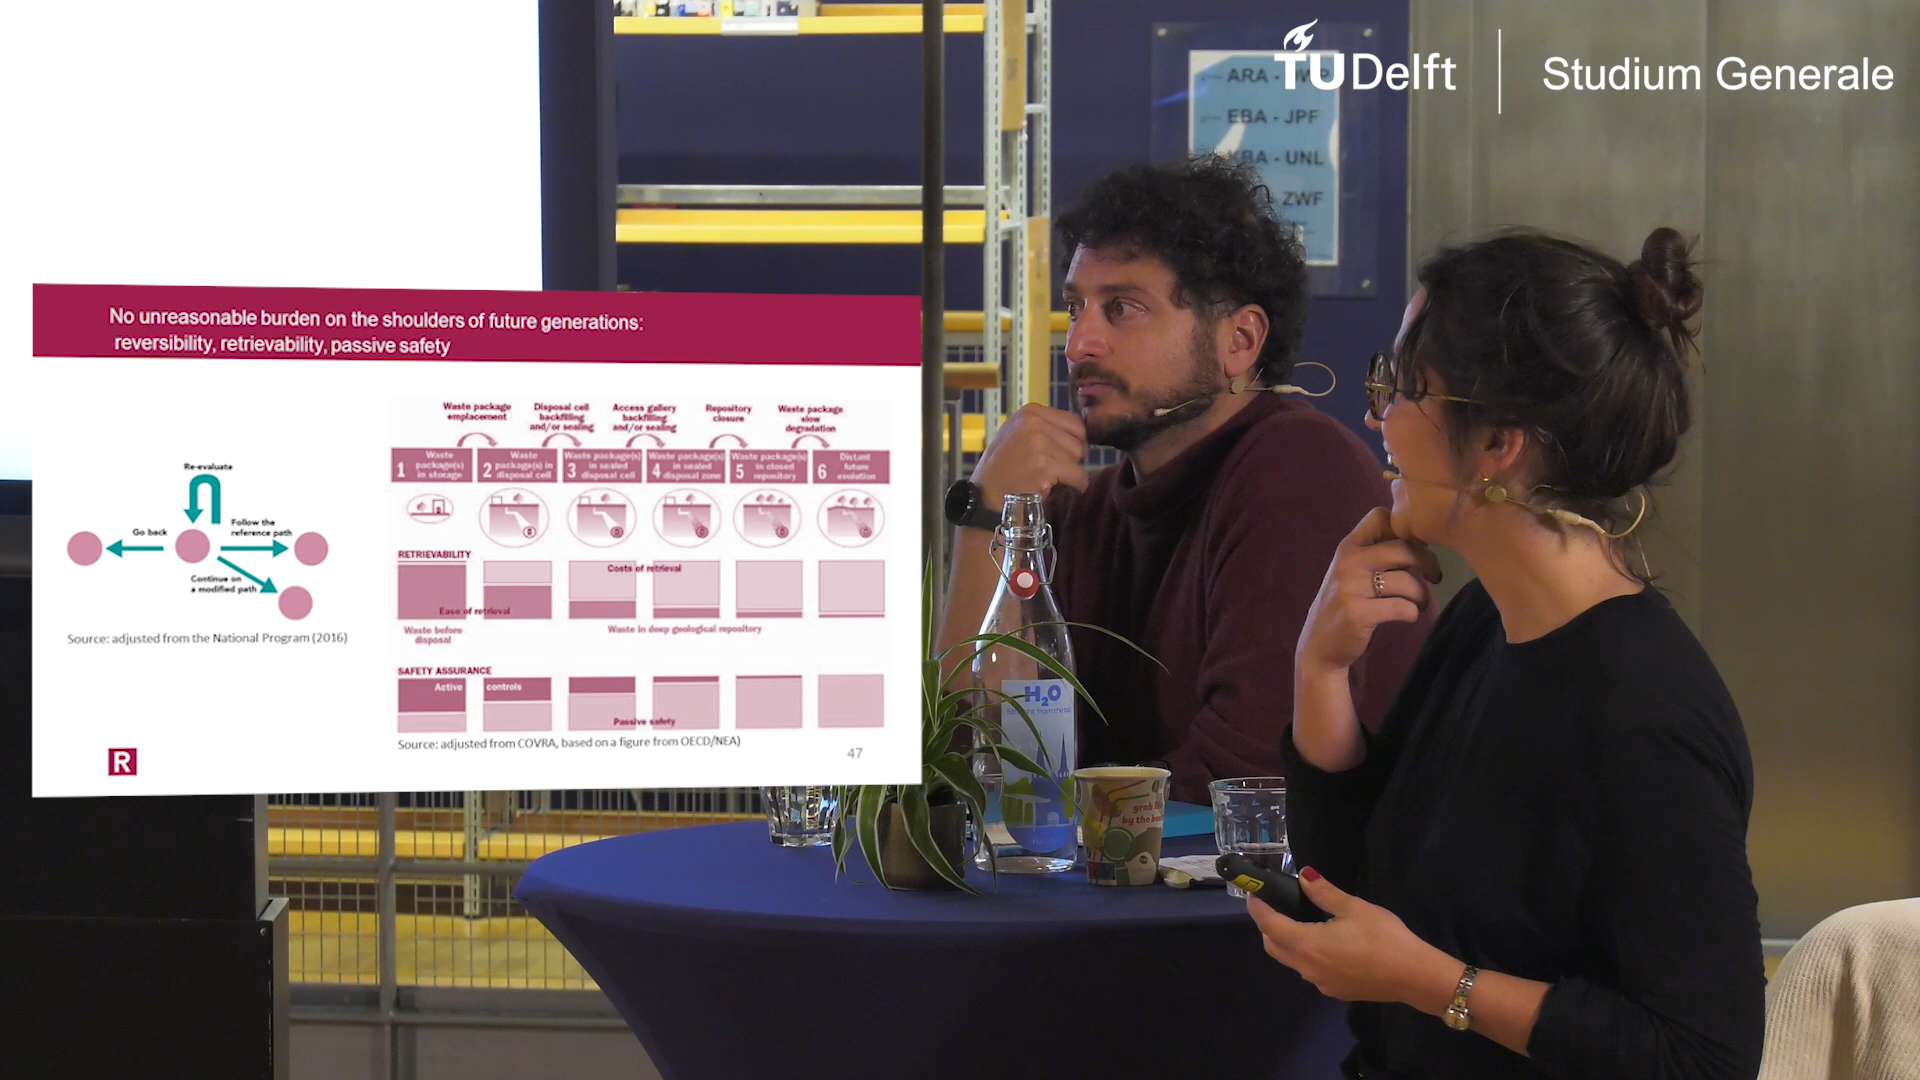 TUDelft
Studium Generale
ARA -
EBA - JPF
KBA - UNL
ZWF
No unreasonable burden on the shoulders of future generations:
reversibility, retrievability, passive safety
Re-evaluate
Go back
Follow the
reference path
Continue on
a modified path
Source: adjusted from the National Program (2016)
Waste package
emplacement
Disposal cell
backfilling
and/or sealing
Access gallery
backfilling
and/or sealing
Repository
closure
Waste package
slow
degradation
1 Waste
package(s)
in storage
2 Waste
package(s) in
disposal cell
3 Waste package(s)
in sealed
disposal cell
4 Waste package(s)
in sealed
disposal zone
5 Waste package(s)
in closed
repository
6 Distant
future
evolution
RETRIEVABILITY
Costs of retrieval
Ease of retrieval
Waste before
disposal
Waste in deep geological repository
SAFETY ASSURANCE
Active
controls
Passive safety
Source: adjusted from COVRA, based on a figure from OECD/NEA)
R
47
H2O
grab
by the